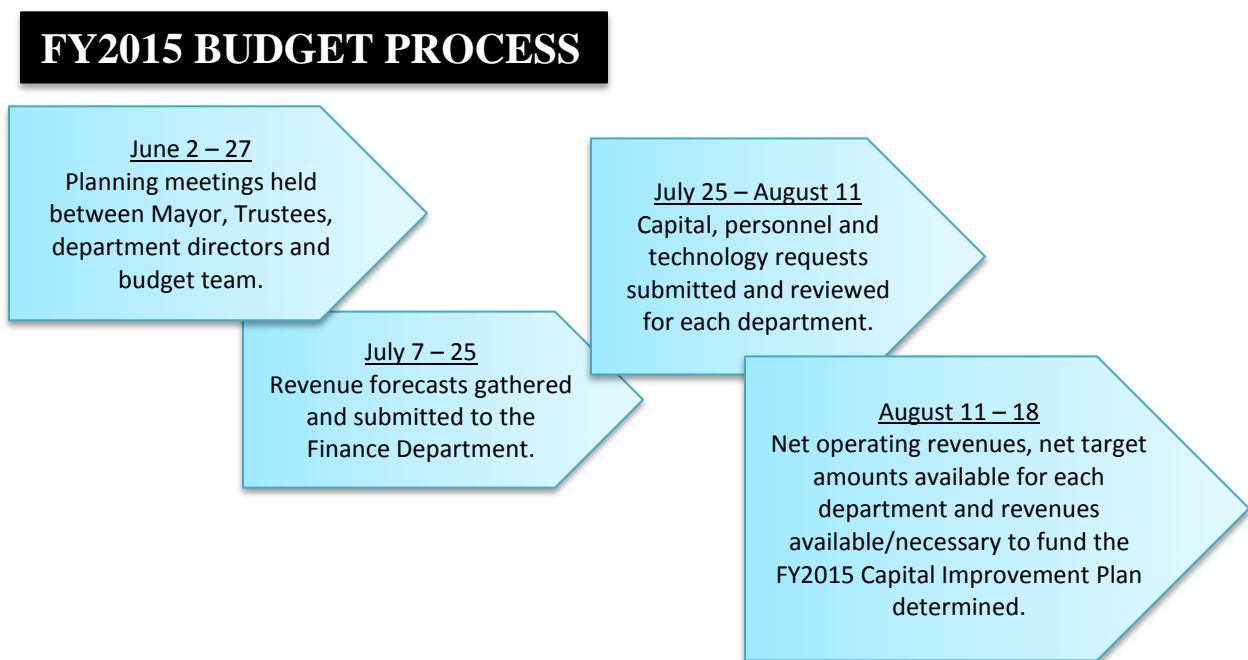 FY2015 BUDGET PROCESS
June 2 – 27
Planning meetings held
between Mayor, Trustees,
department directors and
budget team.
July 7 – 25
Revenue forecasts gathered
and submitted to the
Finance Department.
July 25 – August 11
Capital, personnel and
technology requests
submitted and reviewed
for each department.
August 11 – 18
Net operating revenues, net target
amounts available for each
department and revenues
available/necessary to fund the
FY2015 Capital Improvement Plan
determined.